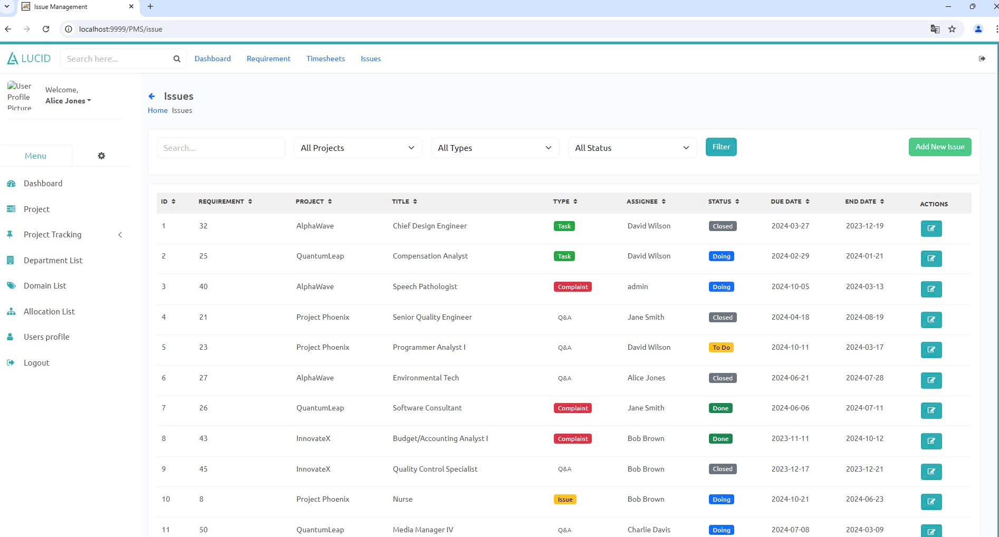 Issue Management
localhost:9999/PMS/issue
LUCID
Search here...
Dashboard
Requirement
Timesheets
Issues
User
Profile
Picture
Welcome,
Alice Jones
Menu
Dashboard
Project
Project Tracking
Department List
Domain List
Allocation List
Users profile
Logout
Issues
Home Issues
Search...
All Projects
All Types
All Status
Filter
Add New Issue
ID REQUIREMENT PROJECT TITLE TYPE ASSIGNEE STATUS DUE DATE END DATE ACTIONS
1 32 AlphaWave Chief Design Engineer Task David Wilson Closed 2024-03-27 2023-12-19
2 25 QuantumLeap Compensation Analyst Task David Wilson Doing 2024-02-29 2024-01-21
3 40 AlphaWave Speech Pathologist Complaint admin Doing 2024-10-05 2024-03-13
4 21 Project Phoenix Senior Quality Engineer Q&A Jane Smith Closed 2024-04-18 2024-08-19
5 23 Project Phoenix Programmer Analyst I Q&A David Wilson To Do 2024-10-11 2024-03-17
6 27 AlphaWave Environmental Tech Q&A Alice Jones Closed 2024-06-21 2024-07-28
7 26 QuantumLeap Software Consultant Complaint Jane Smith Done 2024-06-06 2024-07-11
8 43 InnovateX Budget/Accounting Analyst I Complaint Bob Brown Done 2023-11-11 2024-10-12
9 45 InnovateX Quality Control Specialist Q&A Bob Brown Closed 2023-12-17 2023-12-21
10 8 Project Phoenix Nurse Issue Bob Brown Doing 2024-10-21 2024-06-23
11 50 QuantumLeap Media Manager IV Q&A Charlie Davis Doing 2024-07-08 2024-03-09